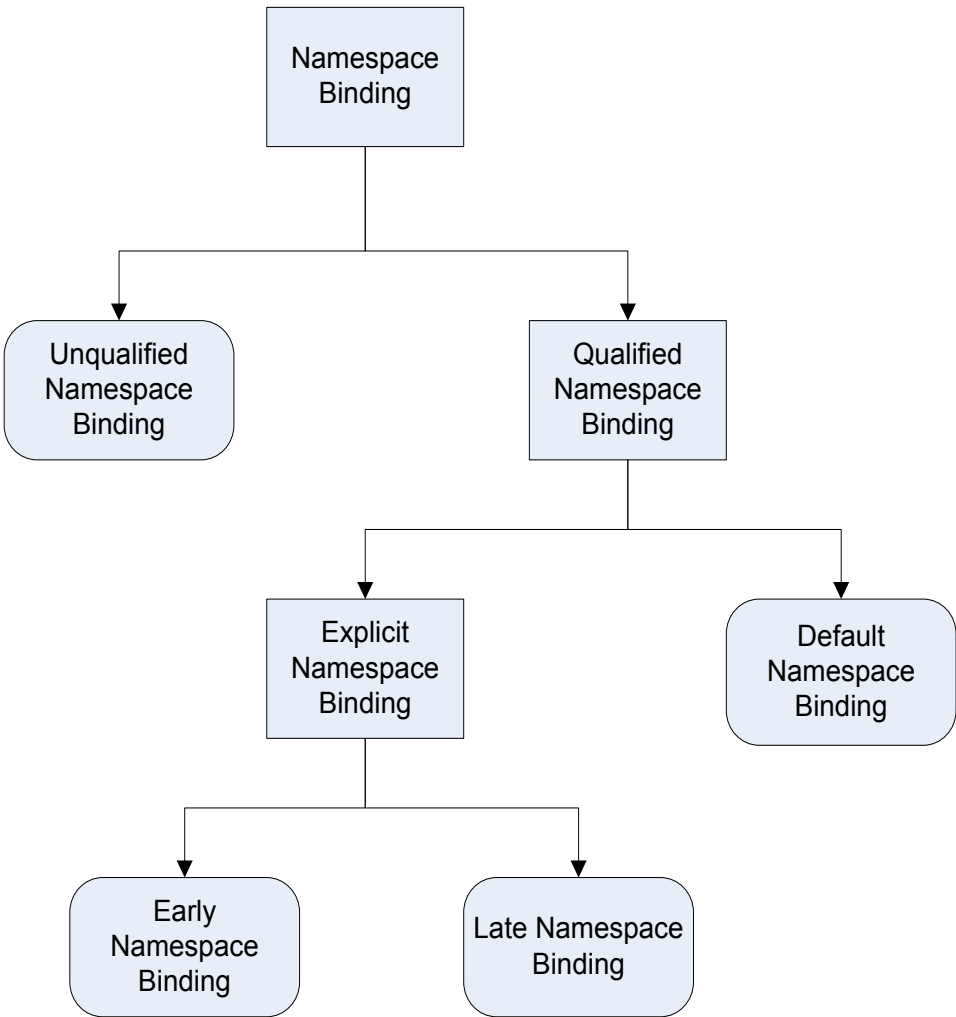 Namespace
Binding
Unqualified
Namespace
Binding
Qualified
Namespace
Binding
Explicit
Namespace
Binding
Default
Namespace
Binding
Early
Namespace
Binding
Late Namespace
Binding